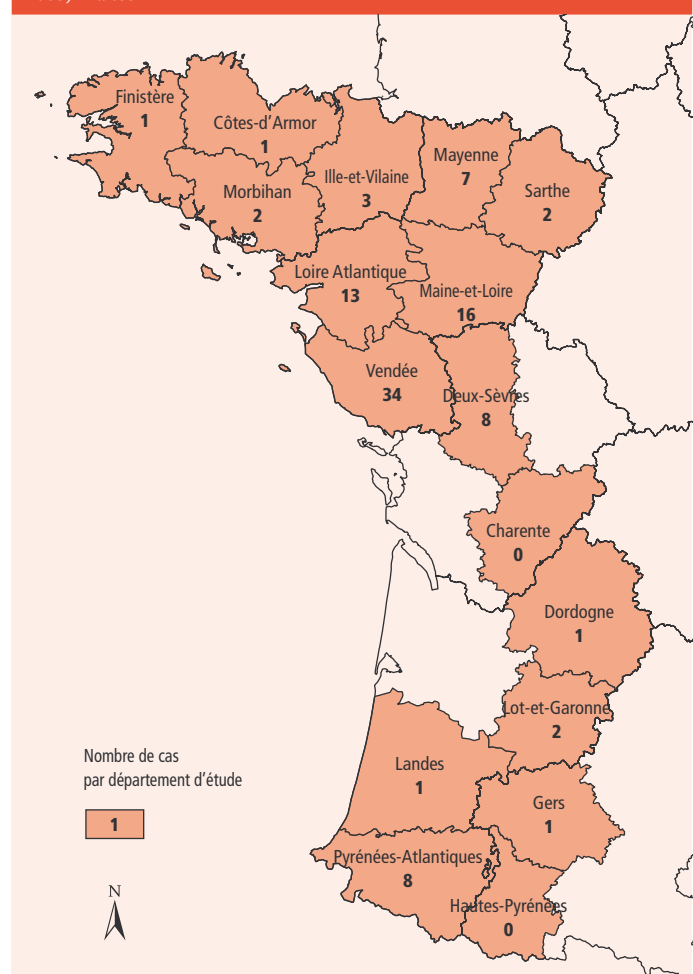 Finistère
1
Côtes-d’Armor
1
Morbihan
2
Ille-et-Vilaine
3
Mayenne
7
Sarthe
2
Loire Atlantique
13
Maine-et-Loire
16
Vendée
34
Deux-Sèvres
8
Charente
0
Dordogne
1
Lot-et-Garonne
2
Landes
1
Gers
1
Pyrénées-Atlantiques
8
Hautes-Pyrénées
0
Nombre de cas
par département d’étude
1
N